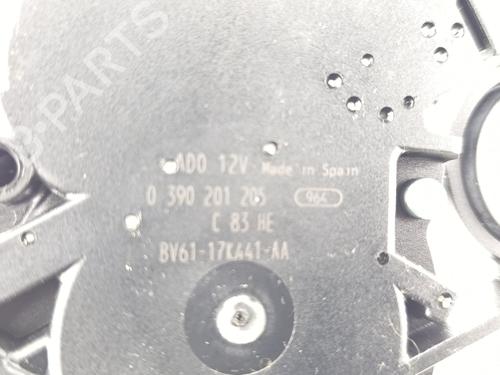 B-PARTS
ADO 12V Made in Spain
0 390 201 205 964
C 83 HE
BV61-17K441-AA